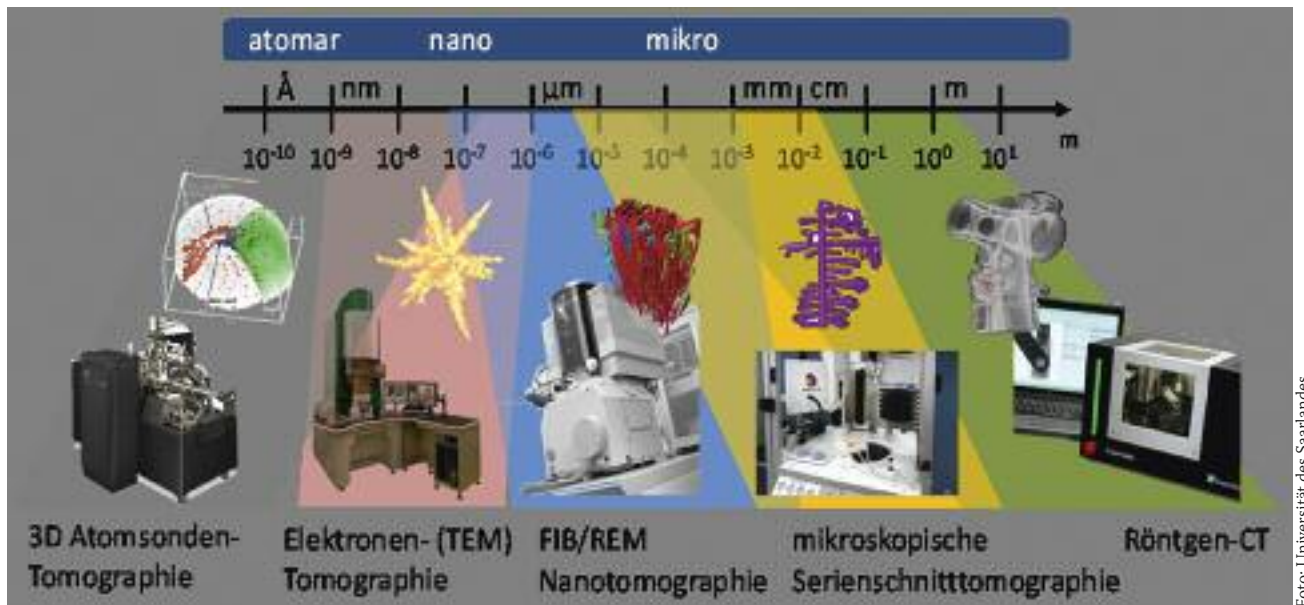 atomar nano mikro
Å nm µm mm cm m
10⁻¹⁰ 10⁻⁹ 10⁻⁸ 10⁻⁷ 10⁻⁶ 10⁻⁵ 10⁻⁴ 10⁻³ 10⁻² 10⁻¹ 10⁰ 10¹ m
3D Atomsonden-
Tomographie
Elektronen- (TEM)
Tomographie
FIB/REM
Nanotomographie
mikroskopische
Serienschnitttomographie
Röntgen-CT
Foto: Universität des Saarlandes